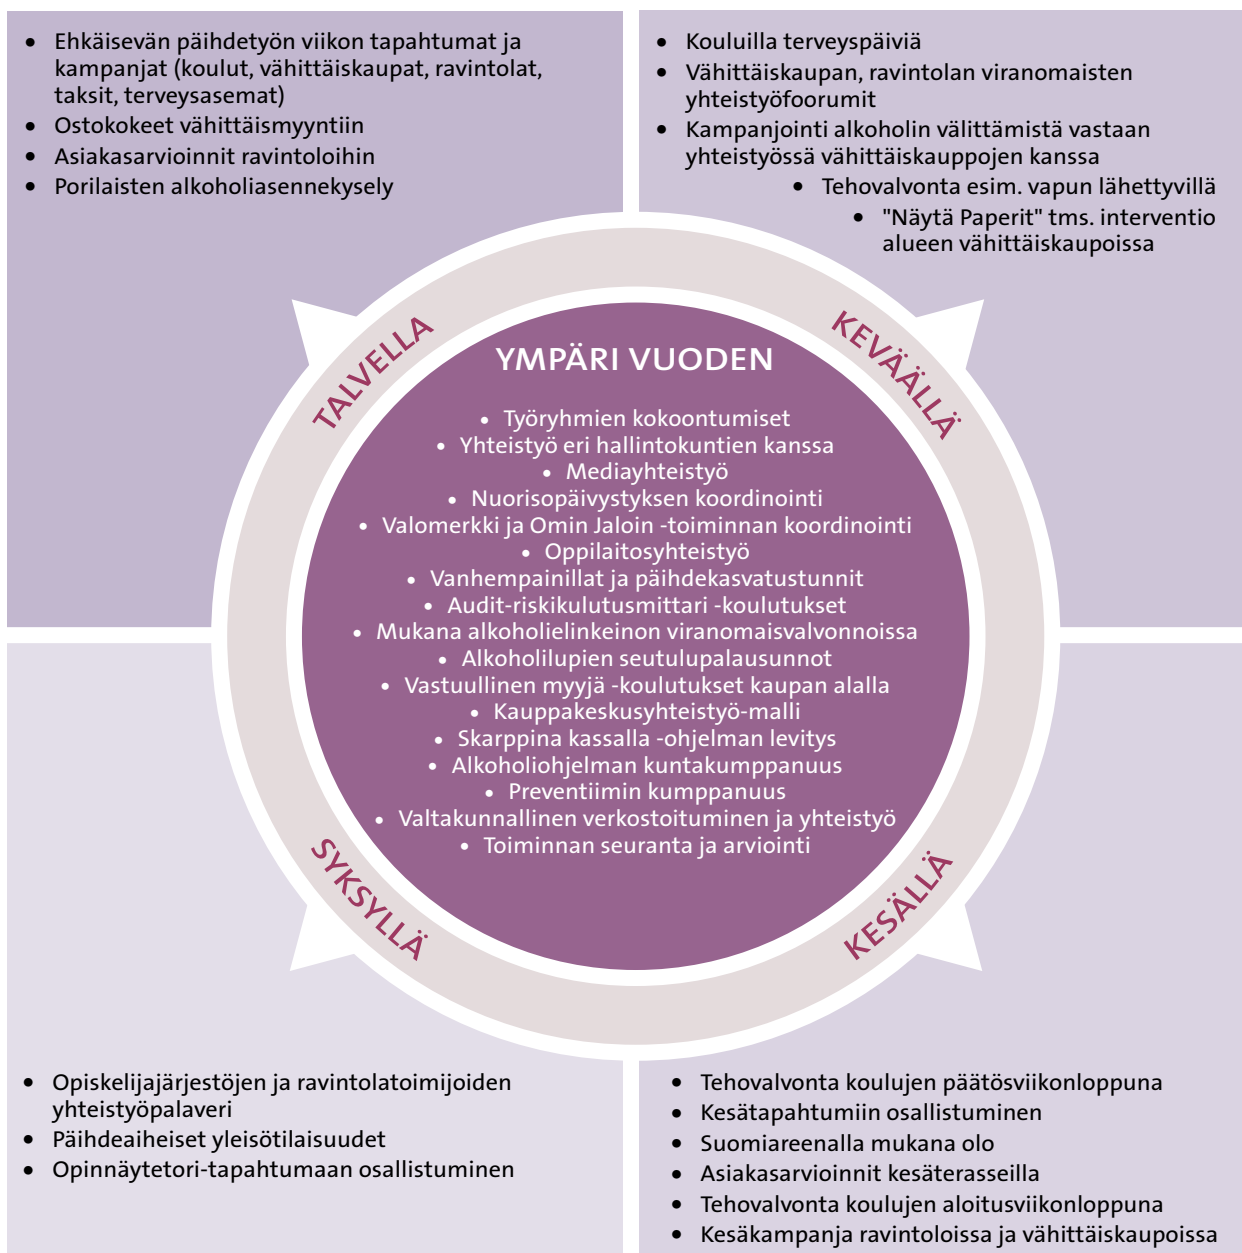 • Ehkäisevän päihdetyön viikon tapahtumat ja
kampanjat (koulut, vähittäiskaupat, ravintolat,
taksit, terveysasemat)
• Ostokokeet vähittäismyyntiin
• Asiakasarvioinnit ravintoloihin
• Porilaisten alkoholiasennekysely
• Kouluilla terveyspäiviä
• Vähittäiskaupan, ravintolan viranomaisten
yhteistyöfoorumit
• Kampanjointi alkoholin välittämistä vastaan
yhteistyössä vähittäiskauppojen kanssa
• Tehovalvonta esim. vapun lähettyvillä
• "Näytä Paperit" tms. interventio
alueen vähittäiskaupoissa
TALVELLA
KEVÄÄLLÄ
YMPÄRI VUODEN
• Työryhmien kokoontumiset
• Yhteistyö eri hallintokuntien kanssa
• Mediayhteistyö
• Nuorisopäivystyksen koordinointi
• Valomerkki ja Omin Jaloin -toiminnan koordinointi
• Oppilaitosyhteistyö
• Vanhempainillat ja päihdekasvatustunnit
• Audit-riskikulutusmittari -koulutukset
• Mukana alkoholielinkeinon viranomaisvalvonnoissa
• Alkoholilupien seutulupalausunnot
• Vastuullinen myyjä -koulutukset kaupan alalla
• Kauppakeskusyhteistyö-malli
• Skarppina kassalla -ohjelman levitys
• Alkoholiohjelman kuntakumppanuus
• Preventiimin kumppanuus
• Valtakunnallinen verkostoituminen ja yhteistyö
• Toiminnan seuranta ja arviointi
SYKSYLLÄ
KESÄLLÄ
• Opiskelijajärjestöjen ja ravintolatoimijoiden
yhteistyöpalaveri
• Päihdeaiheiset yleisötilaisuudet
• Opinnäytetori-tapahtumaan osallistuminen
• Tehovalvonta koulujen päätösviikonloppuna
• Kesätapahtumiin osallistuminen
• Suomiareenalla mukana olo
• Asiakasarvioinnit kesäterasseilla
• Tehovalvonta koulujen aloitusviikonloppuna
• Kesäkampanja ravintoloissa ja vähittäiskaupoissa